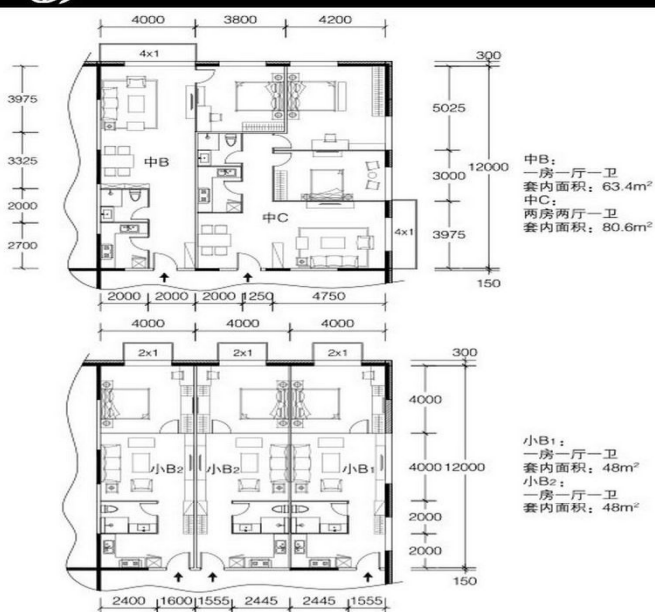 4000 3800 4200
4x1
300
3975 5025
3325 3000 12000
2000
2700 3975
中B
中C
4x1
中B：
一房一厅一卫
套内面积：63.4m²
中C：
两房两厅一卫
套内面积：80.6m²
150
2000 2000 2000 1250 4750
4000 4000 4000
2x1 2x1 2x1
300
4000
4000 12000
2000
2000
小B₂ 小B₂ 小B₁
小B₁：
一房一厅一卫
套内面积：48m²
小B₂：
一房一厅一卫
套内面积：48m²
150
2400 1600 1555 2445 2445 1555